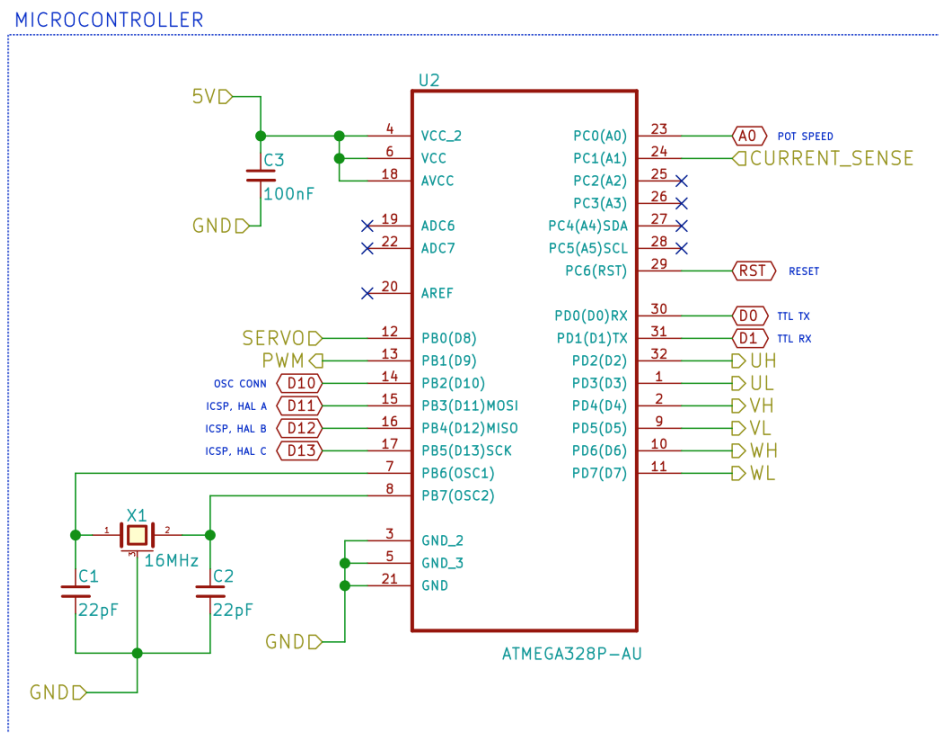 MICROCONTROLLER
U2
5V
C3
100nF
GND
4 VCC_2
6 VCC
18 AVCC
19 ADC6
22 ADC7
20 AREF
SERVO 12 PB0(D8)
PWM 13 PB1(D9)
OSC CONN D10 14 PB2(D10)
ICSP, HAL A D11 15 PB3(D11)MOSI
ICSP, HAL B D12 16 PB4(D12)MISO
ICSP, HAL C D13 17 PB5(D13)SCK
7 PB6(OSC1)
8 PB7(OSC2)
3 GND_2
5 GND_3
21 GND
GND
PC0(A0) 23 A0 POT SPEED
PC1(A1) 24 CURRENT_SENSE
PC2(A2) 25
PC3(A3) 26
PC4(A4)SDA 27
PC5(A5)SCL 28
PC6(RST) 29 RST RESET
PD0(D0)RX 30 D0 TTL TX
PD1(D1)TX 31 D1 TTL RX
PD2(D2) 32 UH
PD3(D3) 1 UL
PD4(D4) 2 VH
PD5(D5) 9 VL
PD6(D6) 10 WH
PD7(D7) 11 WL
X1
1 2
3
16MHz
C1
22pF
C2
22pF
GND
ATMEGA328P-AU